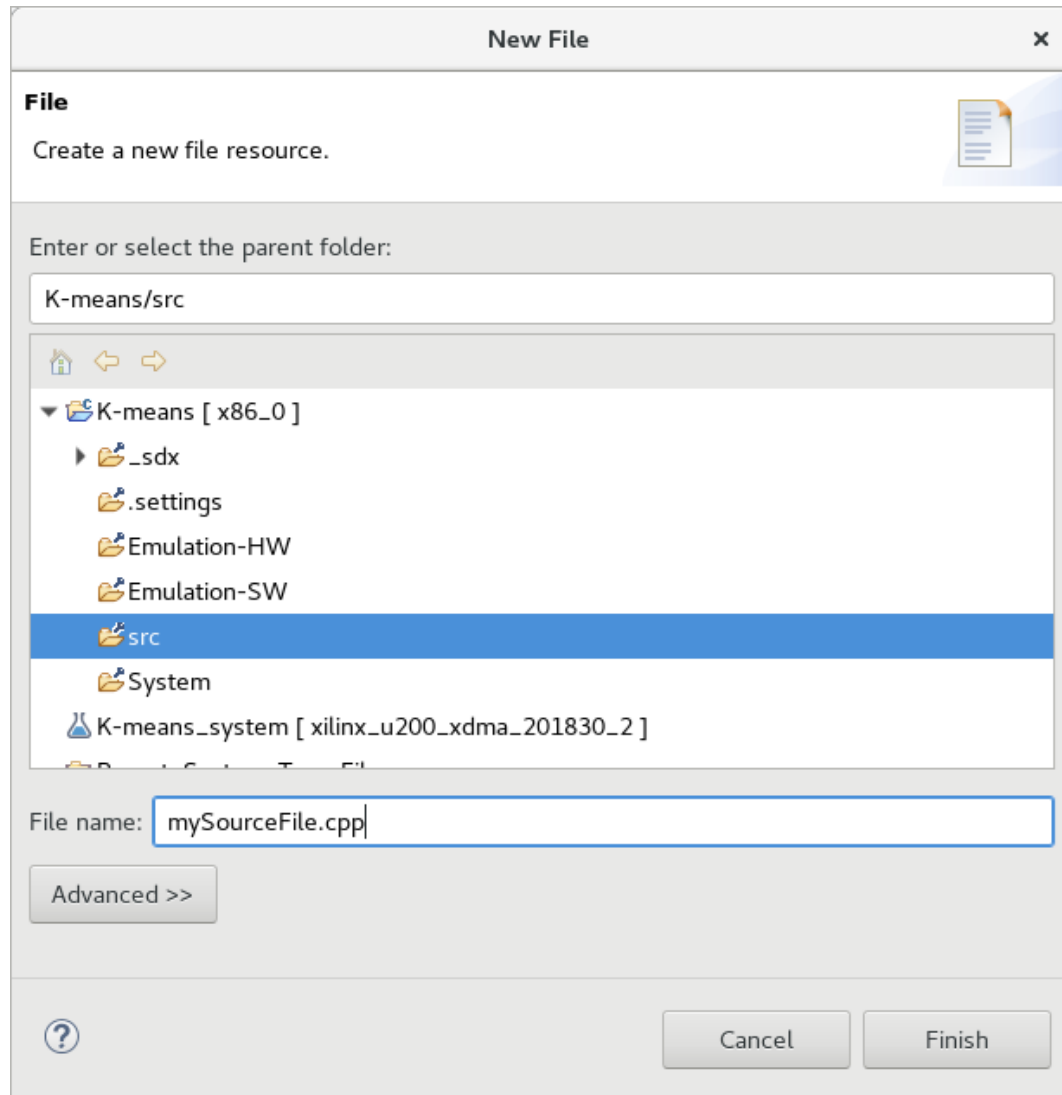 New File
File
Create a new file resource.
Enter or select the parent folder:
K-means/src
K-means [ x86_0 ]
_sdx
.settings
Emulation-HW
Emulation-SW
src
System
K-means_system [ xilinx_u200_xdma_201830_2 ]
File name: mySourceFile.cpp
Advanced >>
Cancel Finish